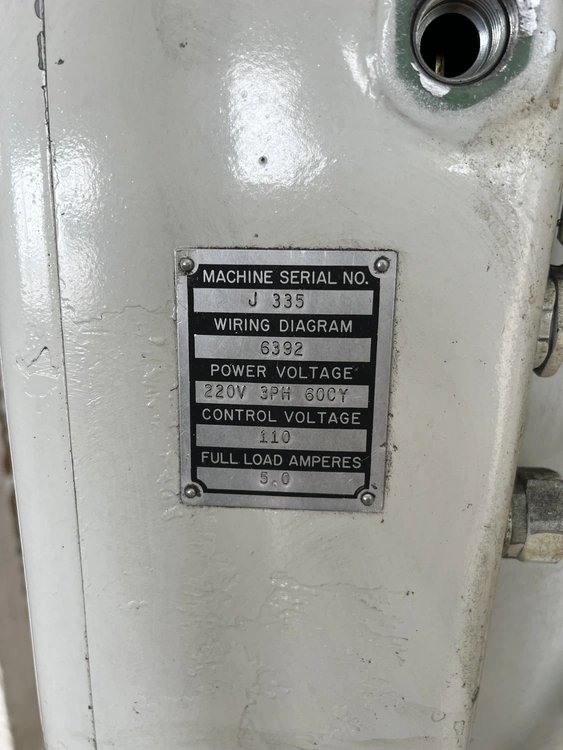 MACHINE SERIAL NO.
J 335
WIRING DIAGRAM
6392
POWER VOLTAGE
220V 3PH 60CY
CONTROL VOLTAGE
110
FULL LOAD AMPERES
5.0